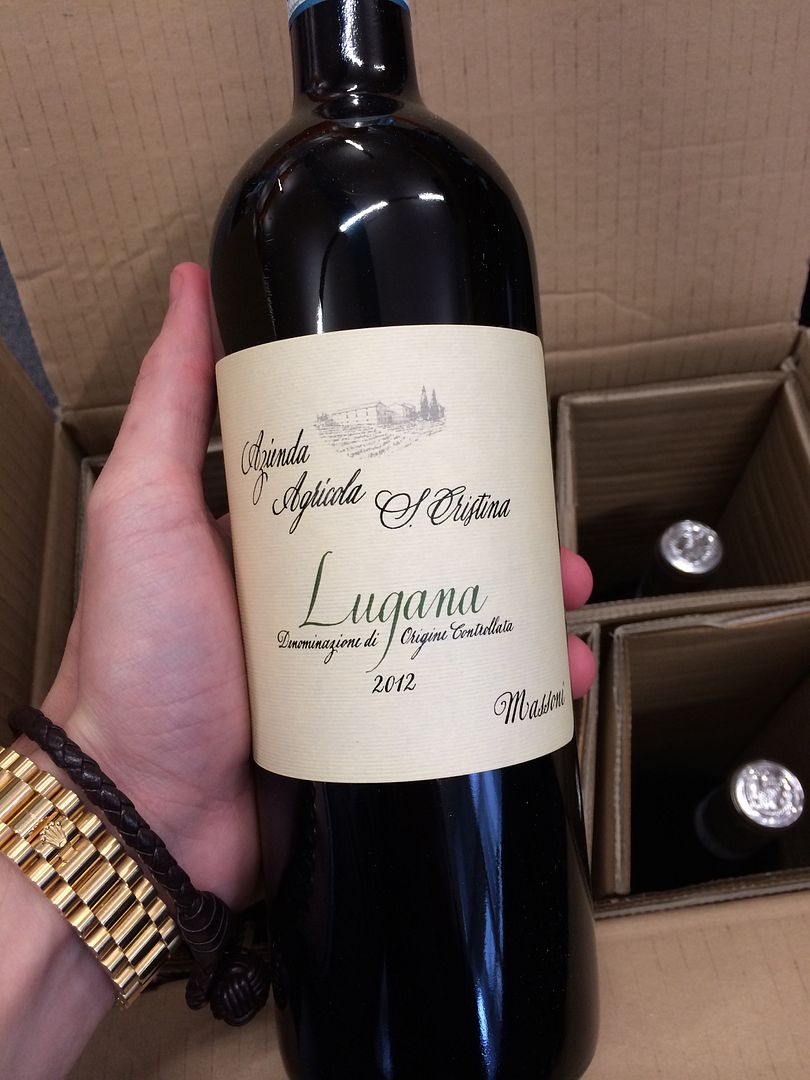 Azienda
Agricola S. Cristina
Lugana
Denominazione di Origine Controllata
2012
Massoni